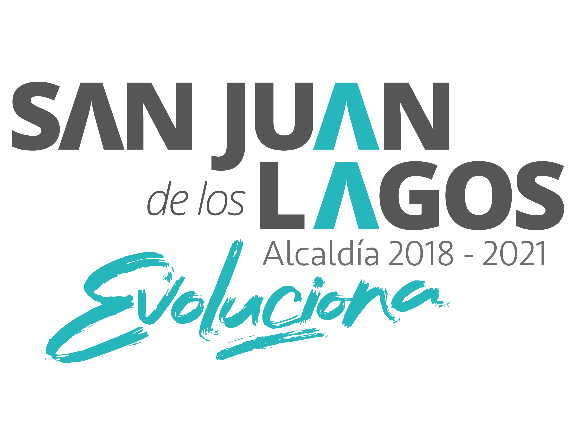 SAN JUAN
de los LAGOS
Alcaldía 2018 - 2021
Evoluciona